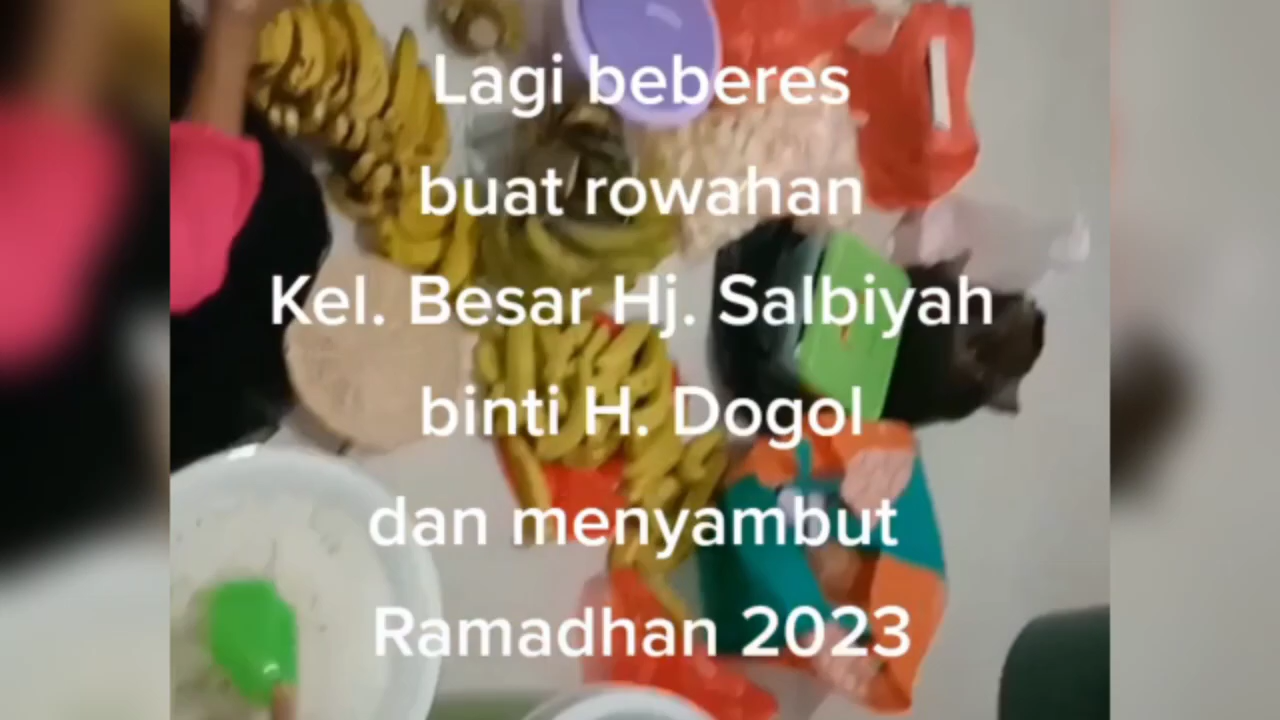 Lagi beberes
buat rowahan
Kel. Besar Hj. Salbiyah
binti H. Dogol
dan menyambut
Ramadhan 2023